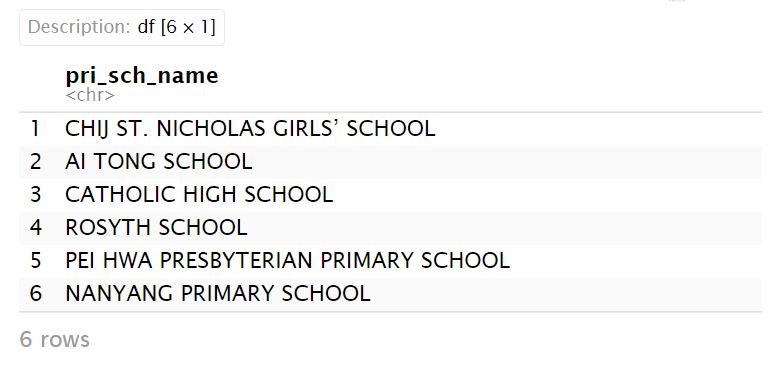 Description: df [6 × 1]
pri_sch_name
<chr>
1 CHIJ ST. NICHOLAS GIRLS’ SCHOOL
2 AI TONG SCHOOL
3 CATHOLIC HIGH SCHOOL
4 ROSYTH SCHOOL
5 PEI HWA PRESBYTERIAN PRIMARY SCHOOL
6 NANYANG PRIMARY SCHOOL
6 rows